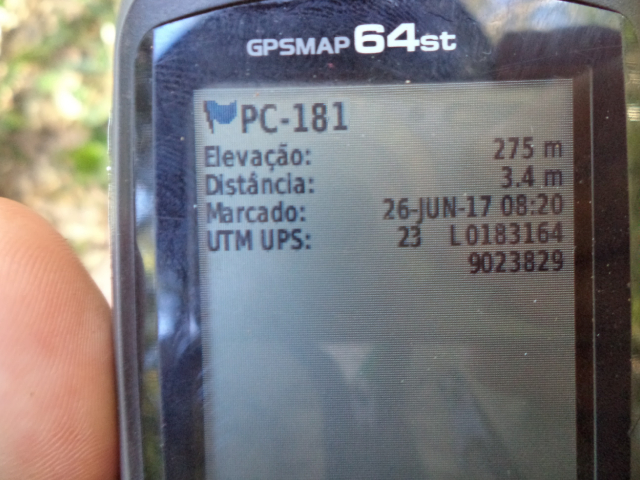 GPSMAP 64st
PC-181
Elevação: 275 m
Distância: 3.4 m
Marcado: 26-JUN-17 08:20
UTM UPS: 23 L0183164
9023829